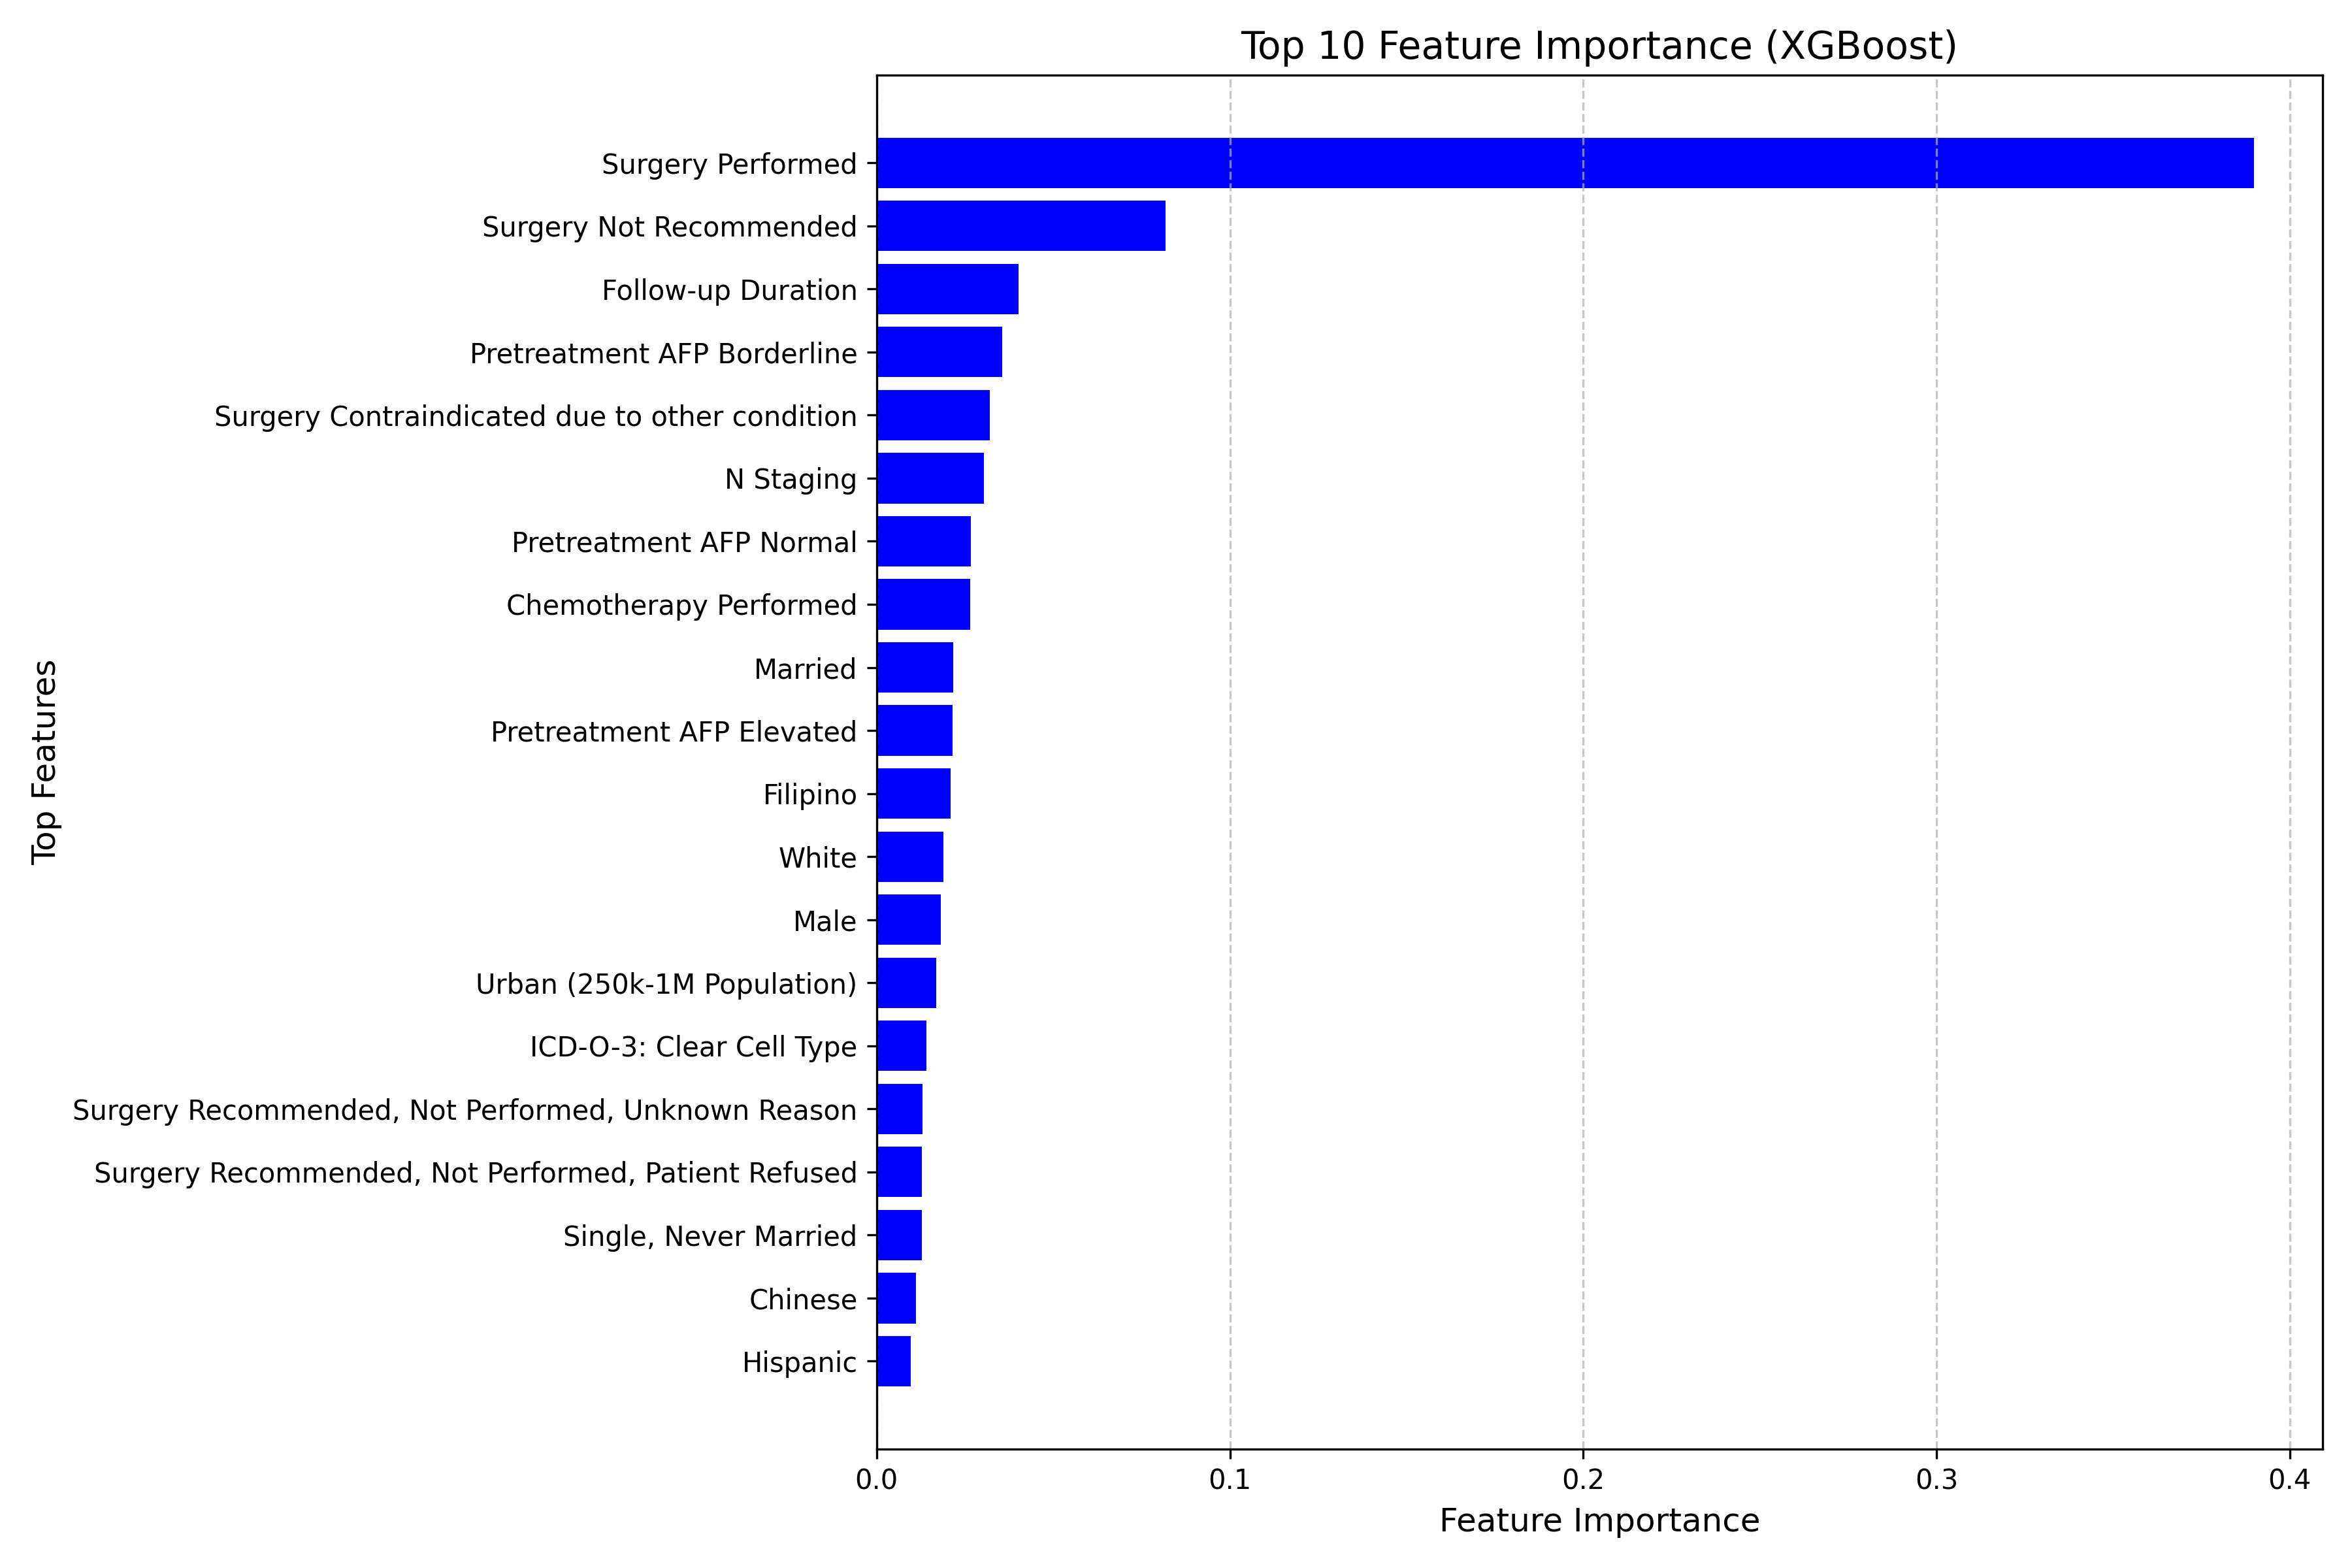 Top 10 Feature Importance (XGBoost)
Top Features
Surgery Performed
Surgery Not Recommended
Follow-up Duration
Pretreatment AFP Borderline
Surgery Contraindicated due to other condition
N Staging
Pretreatment AFP Normal
Chemotherapy Performed
Married
Pretreatment AFP Elevated
Filipino
White
Male
Urban (250k-1M Population)
ICD-O-3: Clear Cell Type
Surgery Recommended, Not Performed, Unknown Reason
Surgery Recommended, Not Performed, Patient Refused
Single, Never Married
Chinese
Hispanic
0.0 0.1 0.2 0.3 0.4
Feature Importance